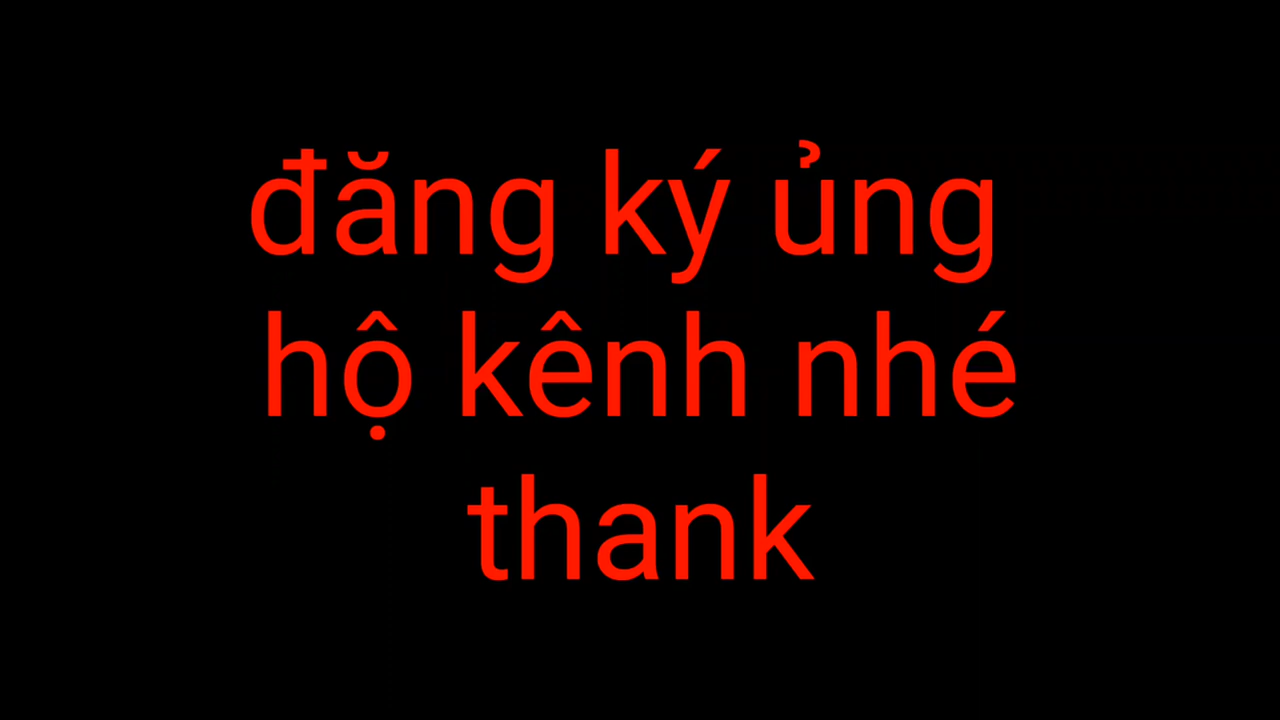 đăng ký ủng
hộ kênh nhé
thank